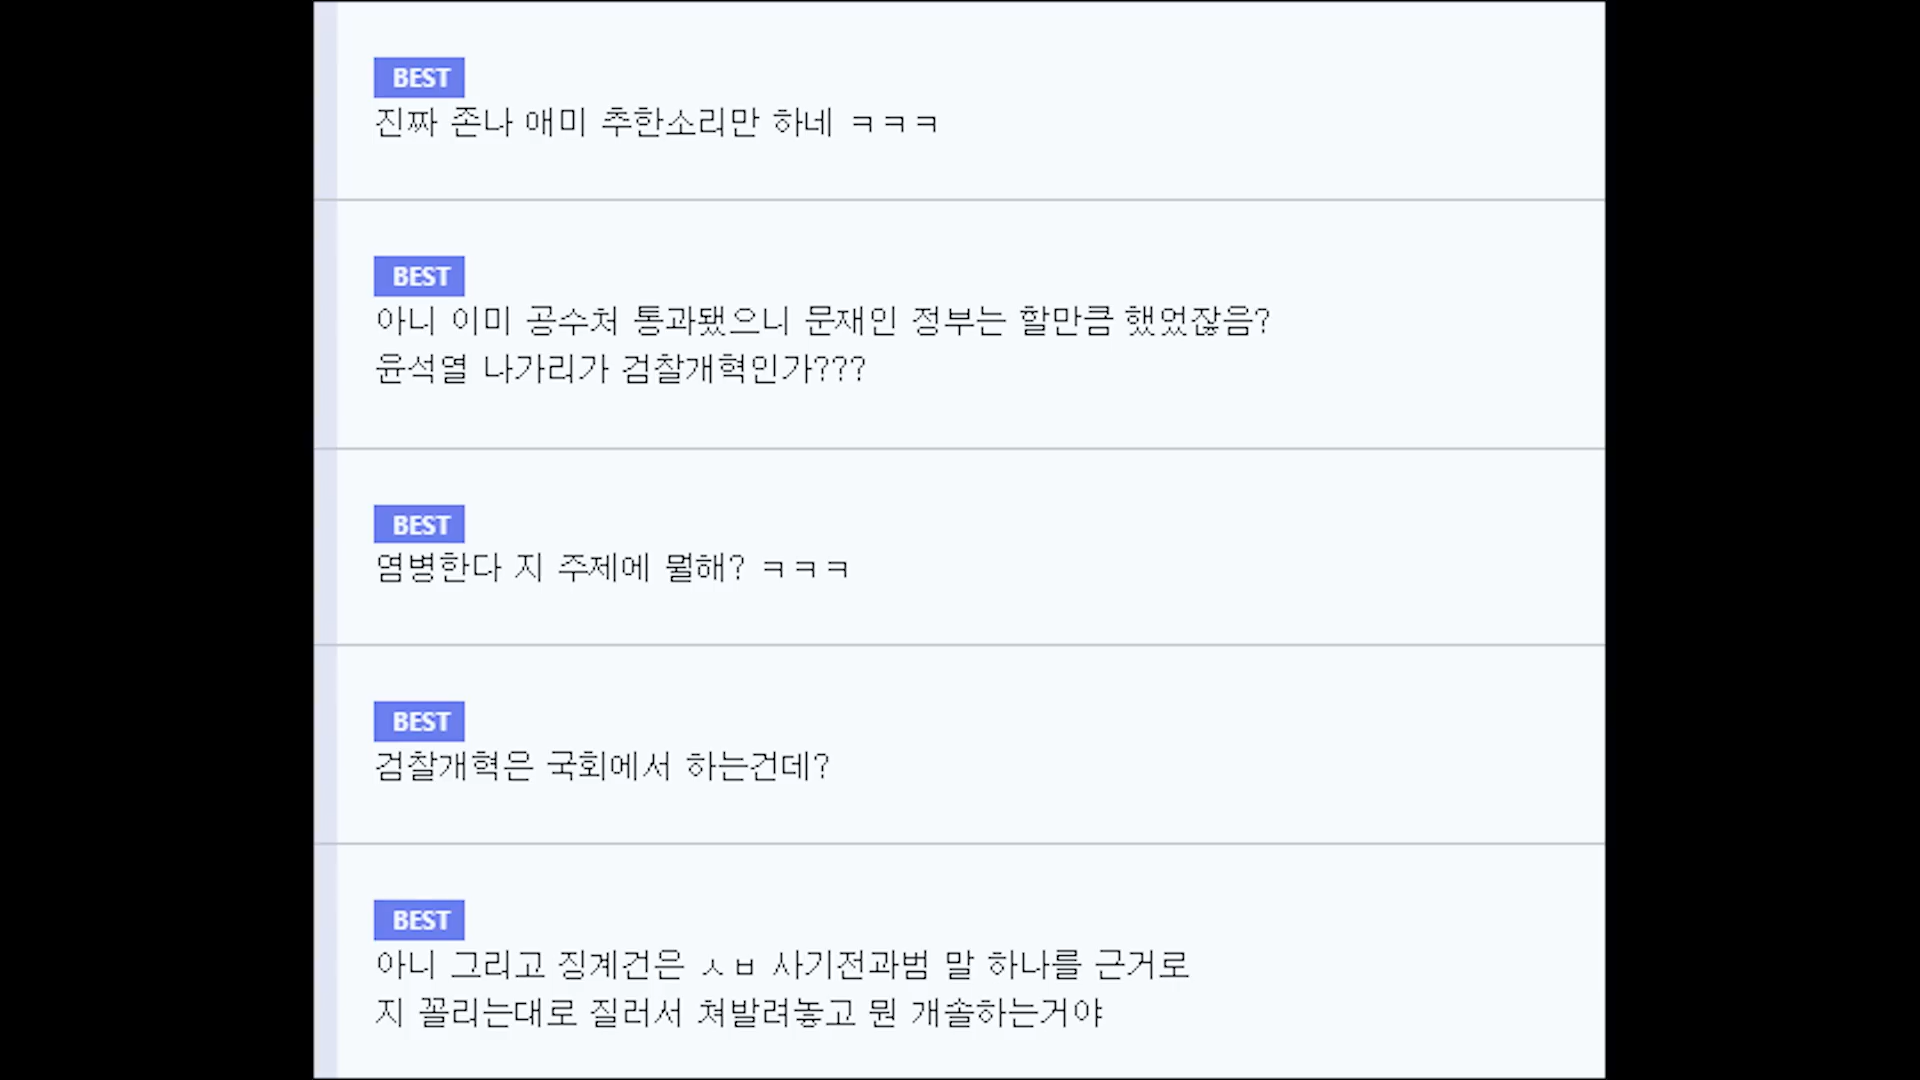 BEST
진짜 존나 애미 추한소리만 하네 ㅋㅋㅋ
BEST
아니 이미 공수처 통과됐으니 문재인 정부는 할만큼 했었잖음?
윤석열 나가리가 검찰개혁인가???
BEST
염병한다 지 주제에 뭘해? ㅋㅋㅋ
BEST
검찰개혁은 국회에서 하는건데?
BEST
아니 그리고 징계건은 ㅅㅂ 사기전과범 말 하나를 근거로
지 꼴리는대로 질러서 쳐발려놓고 뭔 개솔하는거야